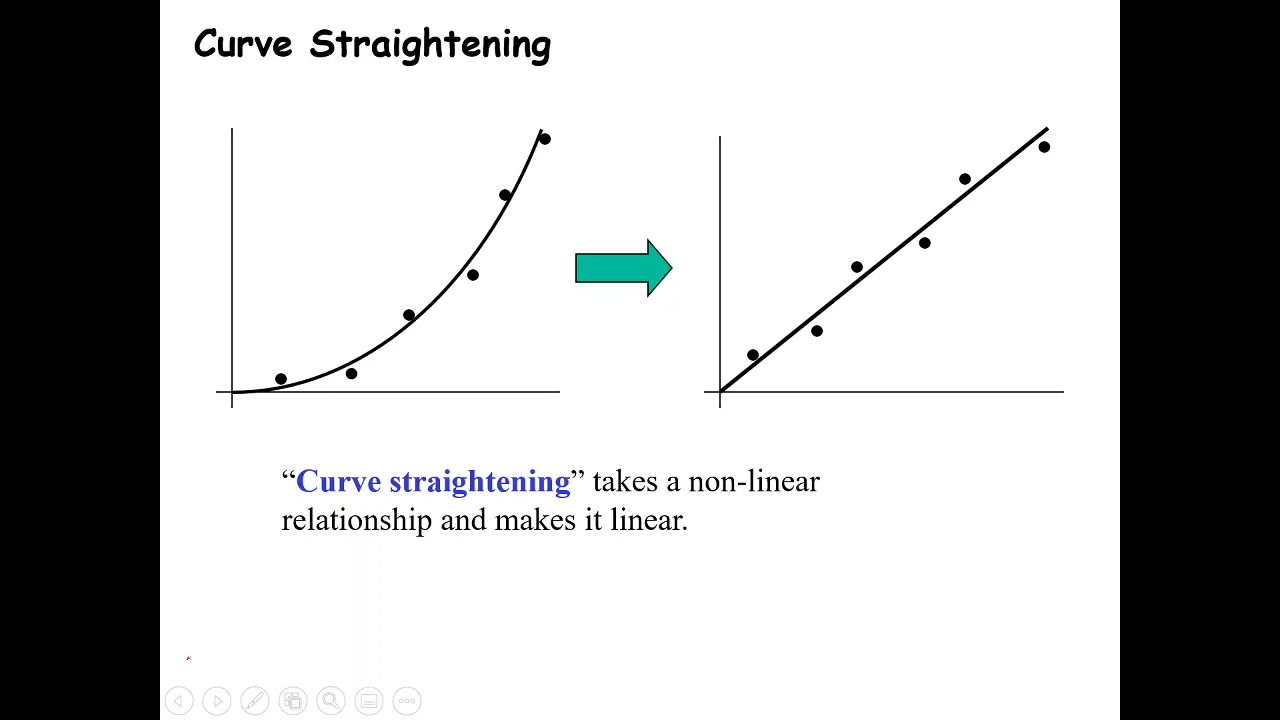 Curve Straightening
“Curve straightening” takes a non-linear
relationship and makes it linear.